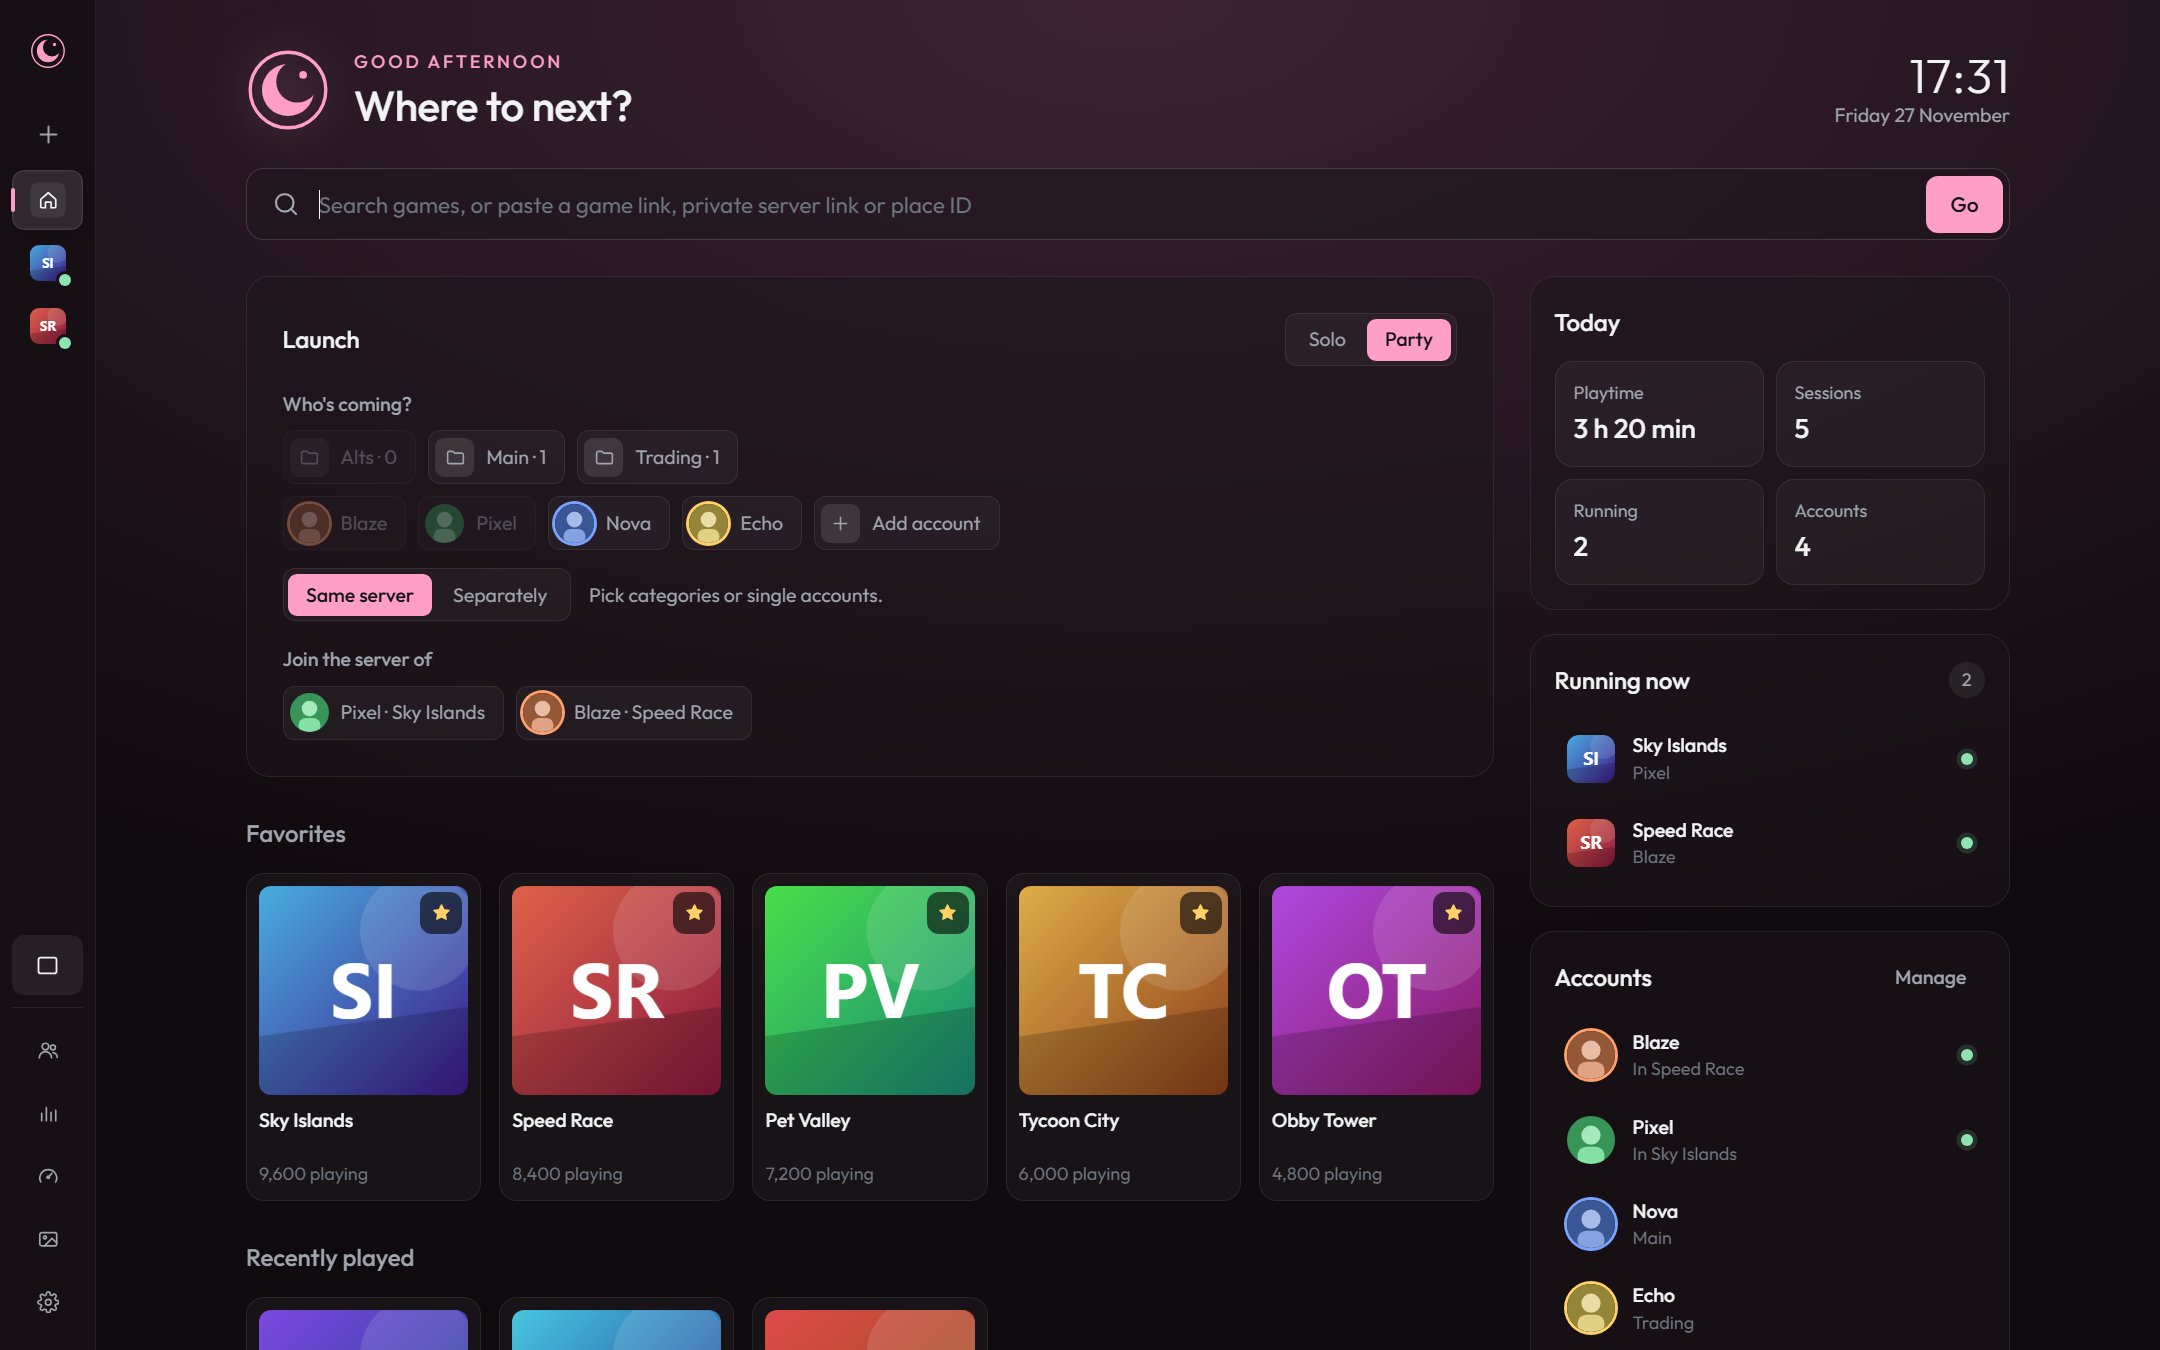 GOOD AFTERNOON
Where to next?
17:31
Friday 27 November
Search games, or paste a game link, private server link or place ID
Go
SI
SR
Launch
Solo
Party
Who's coming?
Alts · 0
Main · 1
Trading · 1
Blaze
Pixel
Nova
Echo
Add account
Same server
Separately
Pick categories or single accounts.
Join the server of
Pixel · Sky Islands
Blaze · Speed Race
Today
Playtime
3 h 20 min
Sessions
5
Running
2
Accounts
4
Running now
2
SI
Sky Islands
Pixel
SR
Speed Race
Blaze
Favorites
SI
Sky Islands
9,600 playing
SR
Speed Race
8,400 playing
PV
Pet Valley
7,200 playing
TC
Tycoon City
6,000 playing
OT
Obby Tower
4,800 playing
Accounts
Manage
Blaze
In Speed Race
Pixel
In Sky Islands
Nova
Main
Echo
Trading
Recently played